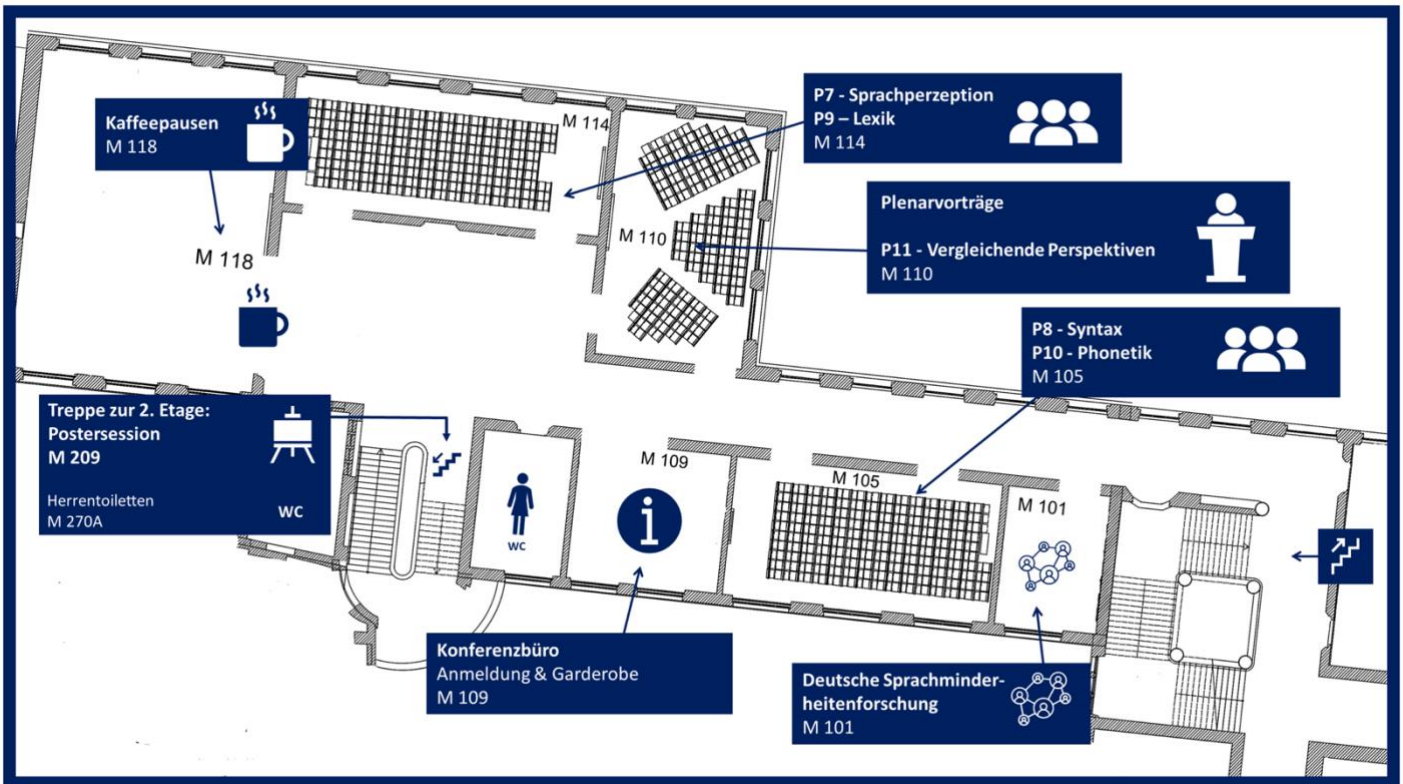 Kaffeepausen
M 118
M 114
P7 - Sprachperzeption
P9 – Lexik
M 114
Plenarvorträge
P11 - Vergleichende Perspektiven
M 110
M 110
M 118
P8 - Syntax
P10 - Phonetik
M 105
Treppe zur 2. Etage:
Postersession
M 209
Herrentoiletten
M 270A
WC
WC
M 109
M 105
M 101
Konferenzbüro
Anmeldung & Garderobe
M 109
Deutsche Sprachminder-
heitenforschung
M 101